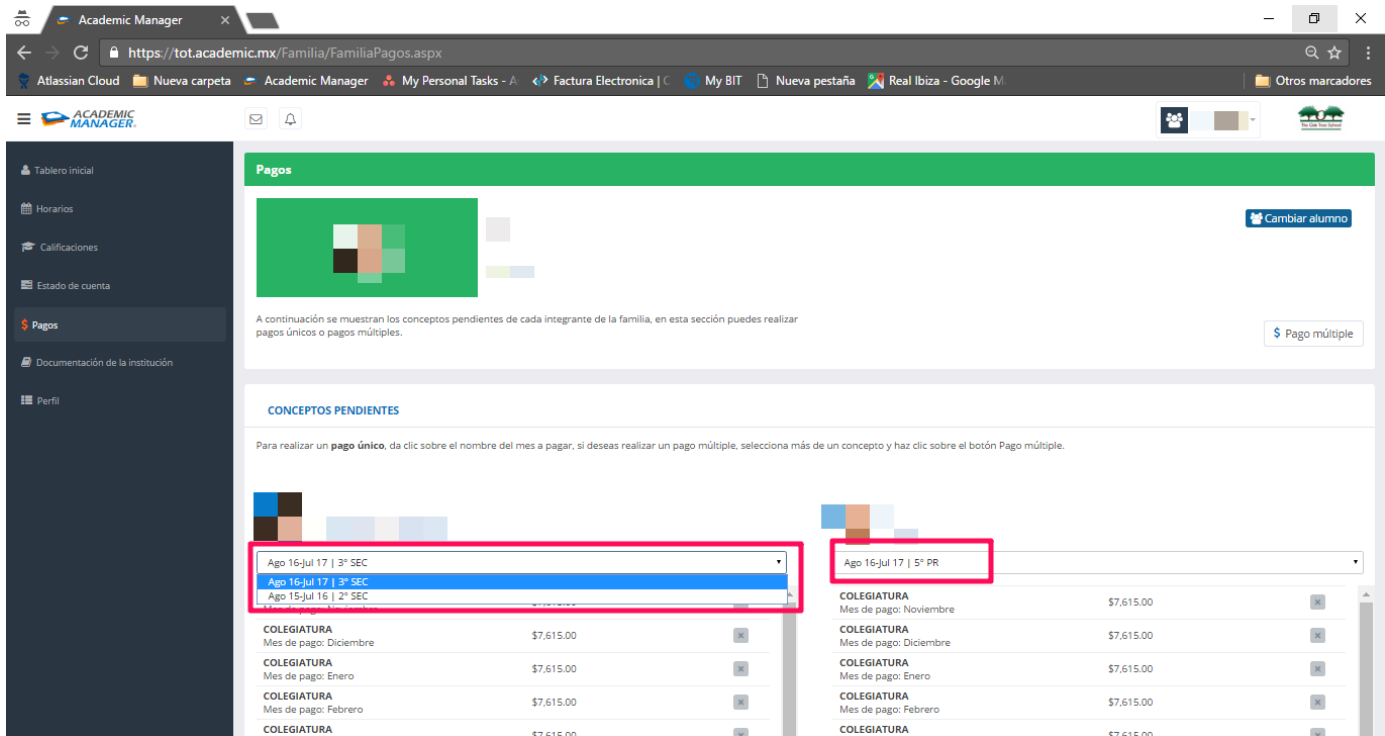 Academic Manager
https://tot.academic.mx/Familia/FamiliaPagos.aspx
Atlassian Cloud Nueva carpeta Academic Manager My Personal Tasks - A Factura Electronica | C My BIT Nueva pestaña Real Ibiza - Google M Otros marcadores
ACADEMIC
MANAGER
Tablero inicial
Horarios
Calificaciones
Estado de cuenta
$ Pagos
Documentación de la institución
Perfil
Pagos
Cambiar alumno
A continuación se muestran los conceptos pendientes de cada integrante de la familia, en esta sección puedes realizar
pagos únicos o pagos múltiples.
$ Pago múltiple
CONCEPTOS PENDIENTES
Para realizar un pago único, da clic sobre el nombre del mes a pagar, si deseas realizar un pago múltiple, selecciona más de un concepto y haz clic sobre el botón Pago múltiple.
Ago 16-Jul 17 | 3° SEC
Ago 16-Jul 17 | 3° SEC
Ago 15-Jul 16 | 2° SEC
COLEGIATURA
Mes de pago: Diciembre
$7,615.00
COLEGIATURA
Mes de pago: Enero
$7,615.00
COLEGIATURA
Mes de pago: Febrero
$7,615.00
COLEGIATURA
$7,615.00
Ago 16-Jul 17 | 5° PR
COLEGIATURA
Mes de pago: Noviembre
$7,615.00
COLEGIATURA
Mes de pago: Diciembre
$7,615.00
COLEGIATURA
Mes de pago: Enero
$7,615.00
COLEGIATURA
Mes de pago: Febrero
$7,615.00
COLEGIATURA
$7,615.00